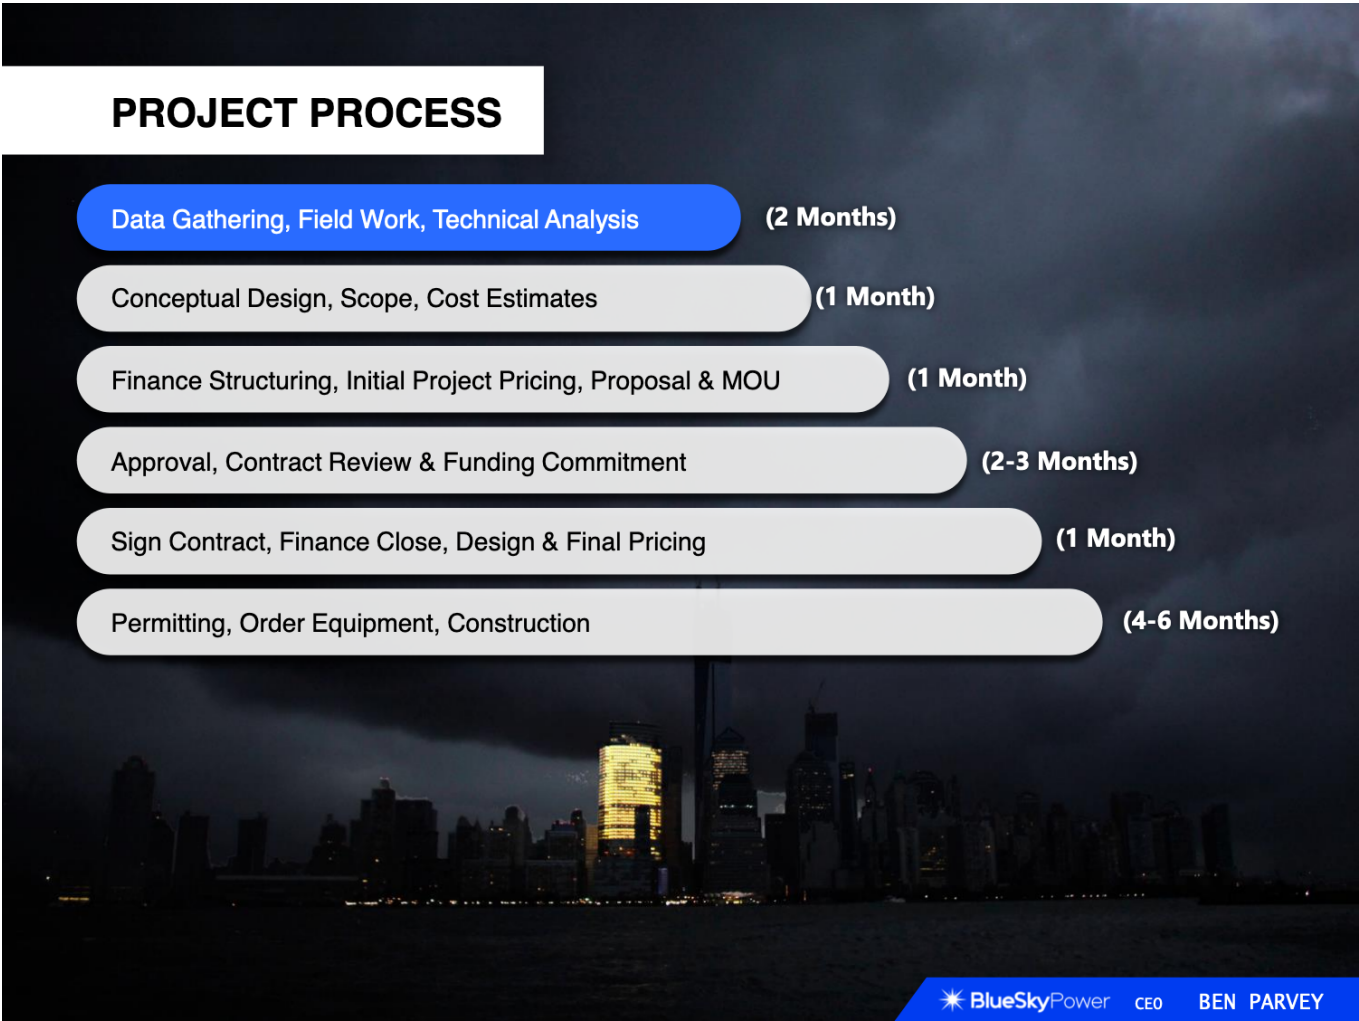 PROJECT PROCESS
Data Gathering, Field Work, Technical Analysis (2 Months)
Conceptual Design, Scope, Cost Estimates (1 Month)
Finance Structuring, Initial Project Pricing, Proposal & MOU (1 Month)
Approval, Contract Review & Funding Commitment (2-3 Months)
Sign Contract, Finance Close, Design & Final Pricing (1 Month)
Permitting, Order Equipment, Construction (4-6 Months)
BlueSkyPower CEO BEN PARVEY